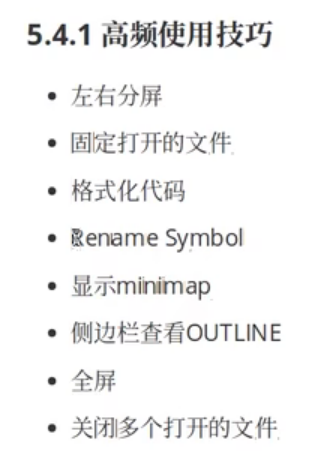 5.4.1 高频使用技巧
• 左右分屏
• 固定打开的文件
• 格式化代码
• Rename Symbol
• 显示minimap
• 侧边栏查看OUTLINE
• 全屏
• 关闭多个打开的文件